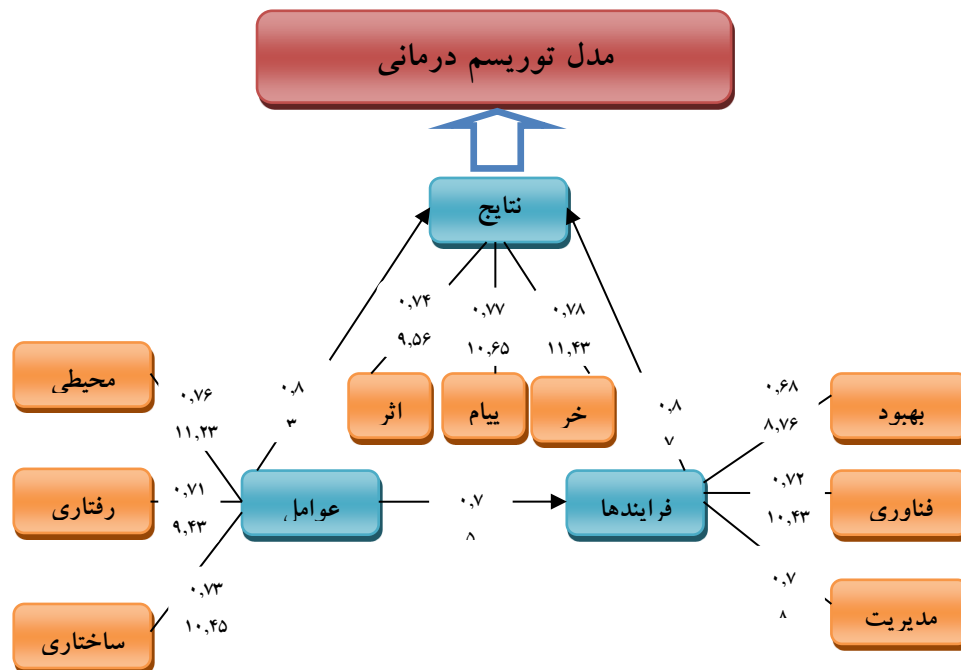 مدل توریسم درمانی
نتایج
۰,۷۴
۹,۵۶
۰,۷۷
۱۰,۶۵
۰,۷۸
۱۱,۴۳
اثر
پیام
خر
محیطی
۰,۷۶
۱۱,۲۳
رفتاری
۰,۷۱
۹,۴۳
ساختاری
۰,۷۳
۱۰,۴۵
۰,۸
۳
عوامل
۰,۷
۵
فرایندها
۰,۸
۷
۰,۶۸
۸,۷۶
بهبود
۰,۷۲
۱۰,۴۳
فناوری
۰,۷
۸
مدیریت